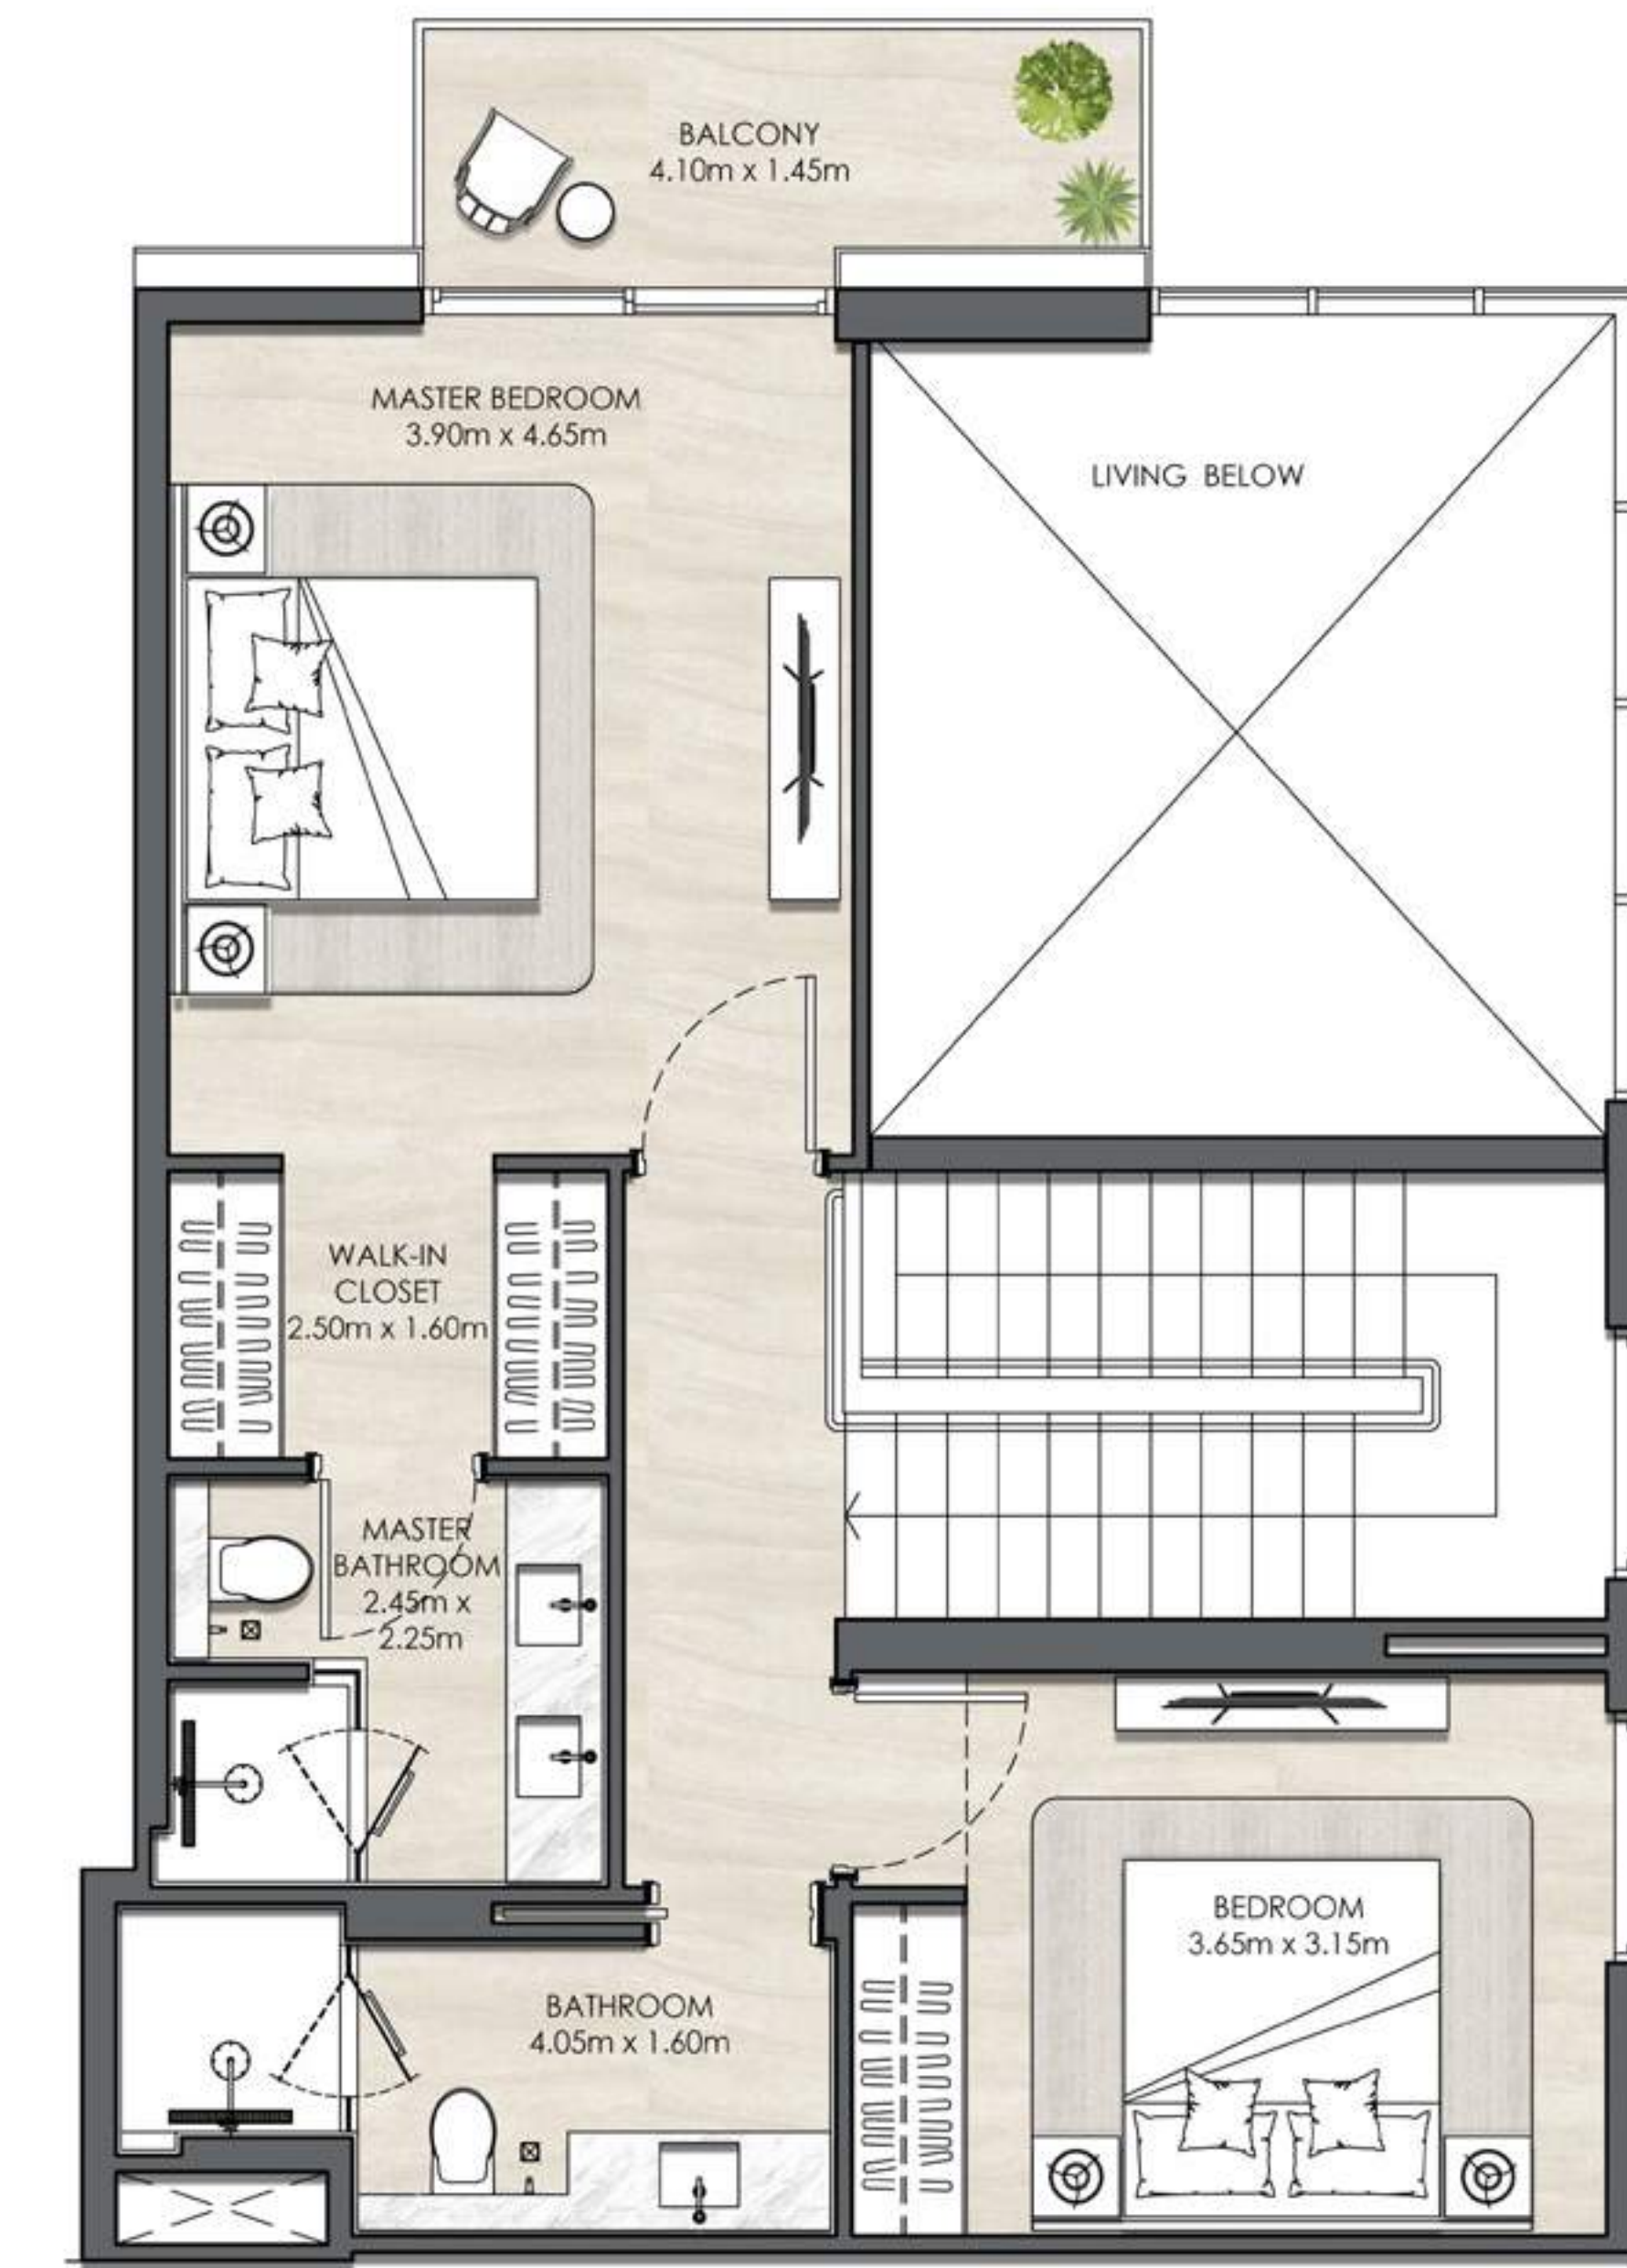 BALCONY
4.10m x 1.45m
MASTER BEDROOM
3.90m x 4.65m
LIVING BELOW
WALK-IN
CLOSET
2.50m x 1.60m
MASTER
BATHROOM
2.45m x
2.25m
BEDROOM
3.65m x 3.15m
BATHROOM
4.05m x 1.60m